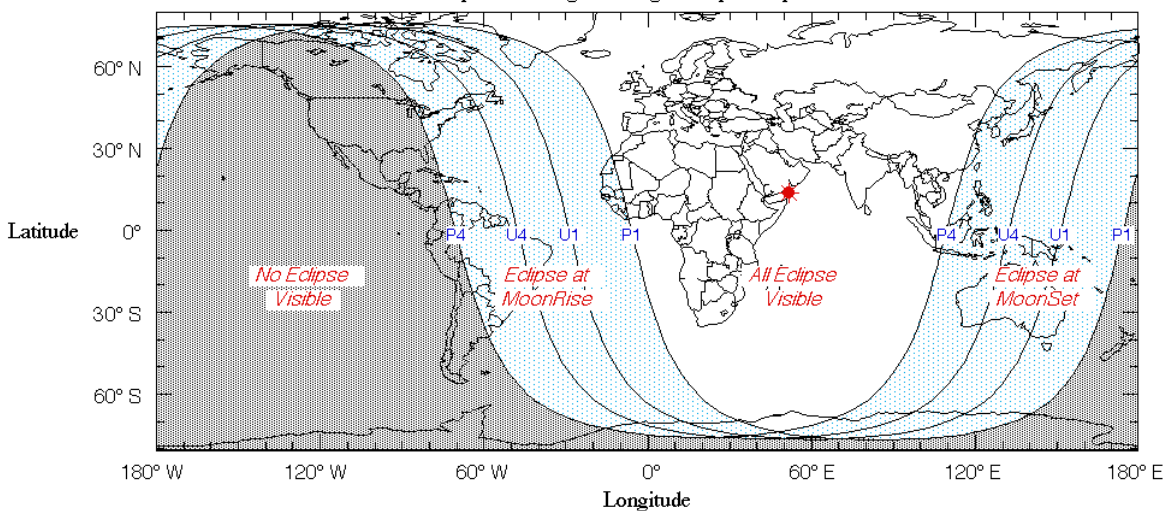 60° N
30° N
Latitude
0°
P4 U4 U1 P1 P4 U4 U1 P1
No Eclipse
Visible
Eclipse at
MoonRise
All Eclipse
Visible
Eclipse at
MoonSet
30° S
60° S
180° W 120° W 60° W 0° 60° E 120° E 180° E
Longitude